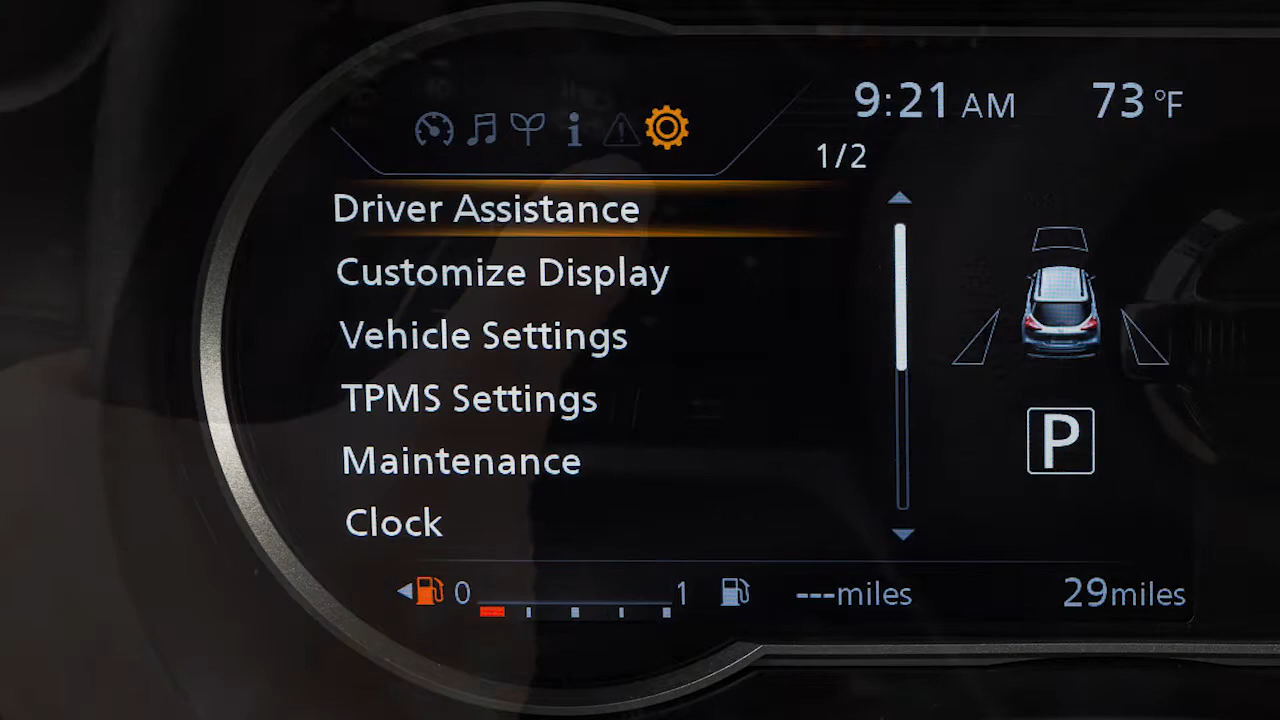 9:21 AM 73 °F
1/2
Driver Assistance
Customize Display
Vehicle Settings
TPMS Settings
Maintenance
Clock
P
0 1 ---miles 29miles